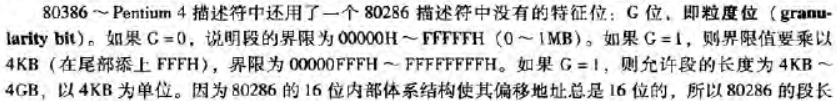 80386～Pentium 4 描述符中还用了一个 80286 描述符中没有的特征位：G 位，即粒度位（granu-
larity bit）。如果 G=0，说明段的界限为 00000H～FFFFFH（0～1MB）。如果 G=1，则界限值要乘以
4KB（在尾部添上 FFFH），界限为 00000FFFH～FFFFFFFFH。如果 G=1，则允许段的长度为 4KB～
4GB，以 4KB 为单位。因为 80286 的 16 位内部体系结构使其偏移地址总是 16 位的，所以 80286 的段长